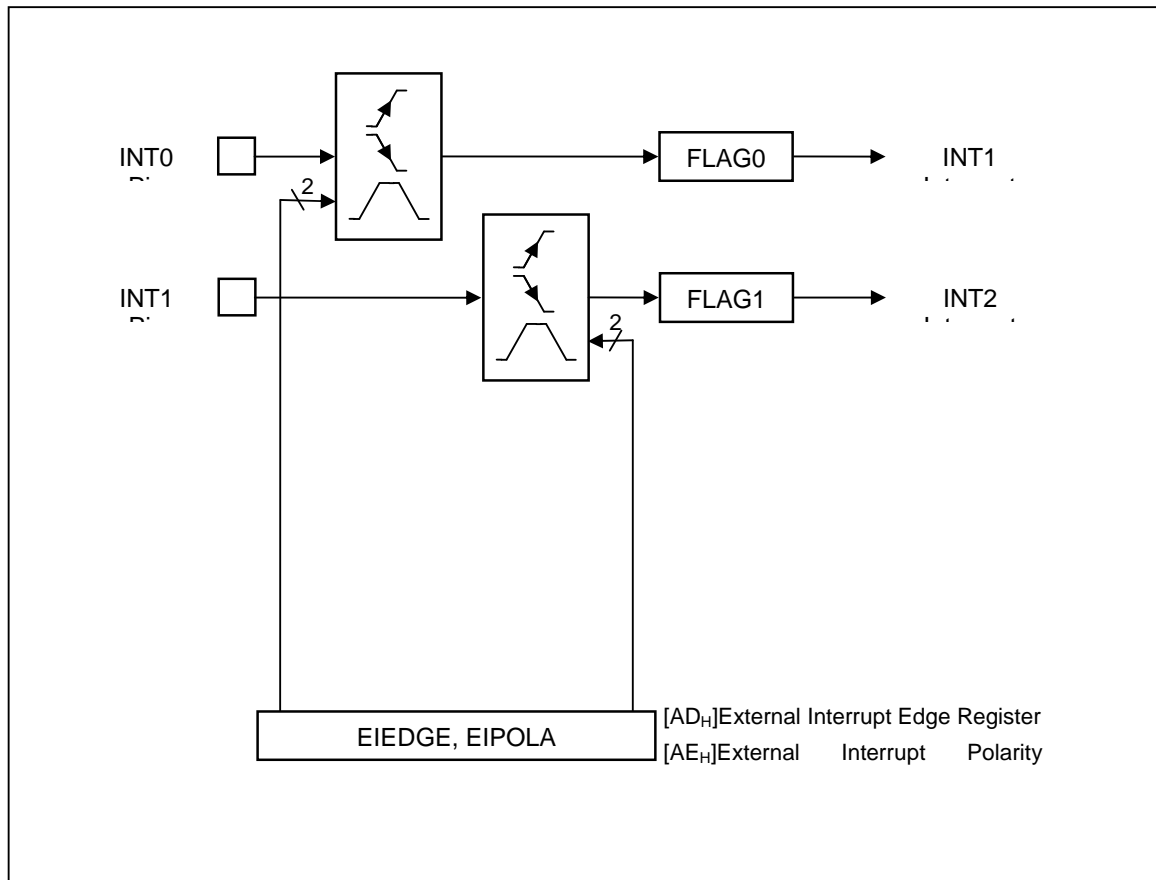 INT0
FLAG0
INT1
2
INT1
FLAG1
INT2
2
EIEDGE, EIPOLA
[ADH]External Interrupt Edge Register
[AEH]External Interrupt Polarity